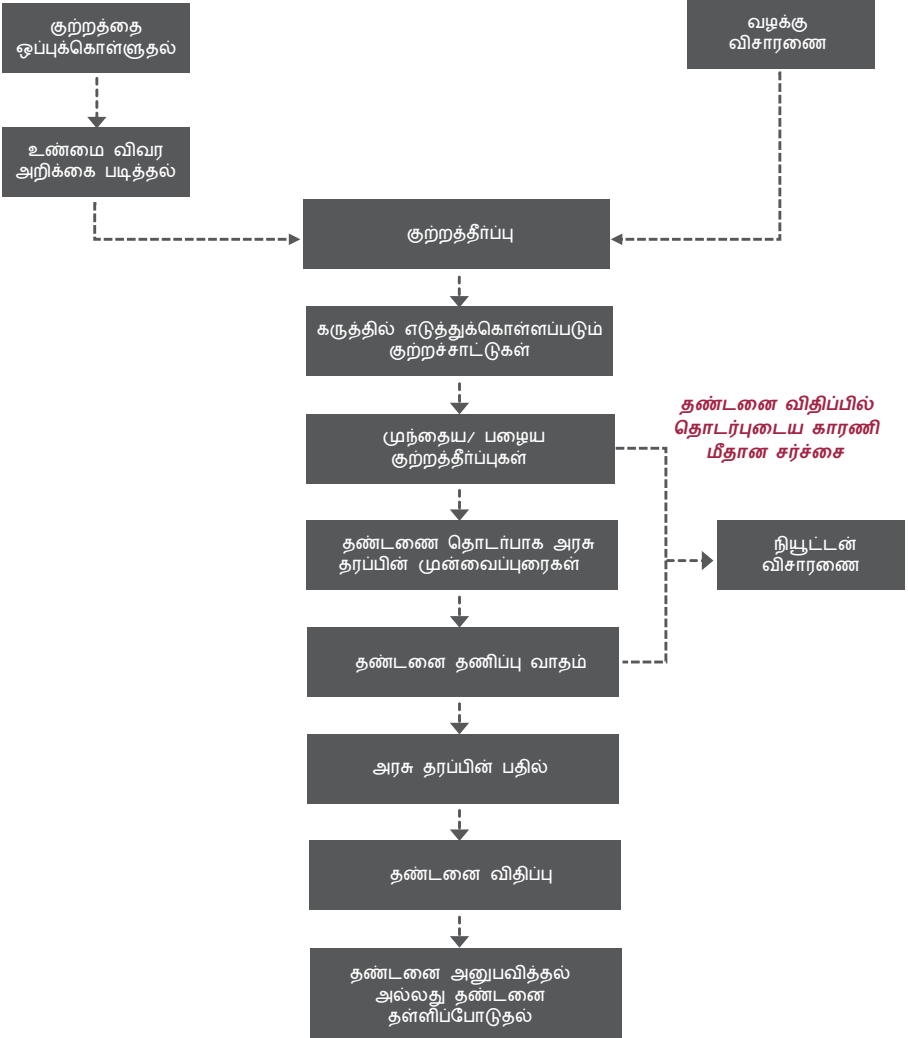 குற்றத்தை
ஒப்புக்கொள்ளுதல்
வழக்கு
விசாரணை
உண்மை விவர
அறிக்கை படித்தல்
குற்றத்தீர்ப்பு
கருத்தில் எடுத்துக்கொள்ளப்படும்
குற்றச்சாட்டுகள்
முந்தைய/ பழைய
குற்றத்தீர்ப்புகள்
தண்டனை விதிப்பில்
தொடர்புடைய காரணி
மீதான சர்ச்சை
தண்டணை தொடர்பாக அரசு
தரப்பின் முன்வைப்புரைகள்
நியூட்டன்
விசாரணை
தண்டனை தணிப்பு வாதம்
அரசு தரப்பின் பதில்
தண்டனை விதிப்பு
தண்டனை அனுபவித்தல்
அல்லது தண்டனை
தள்ளிப்போடுதல்